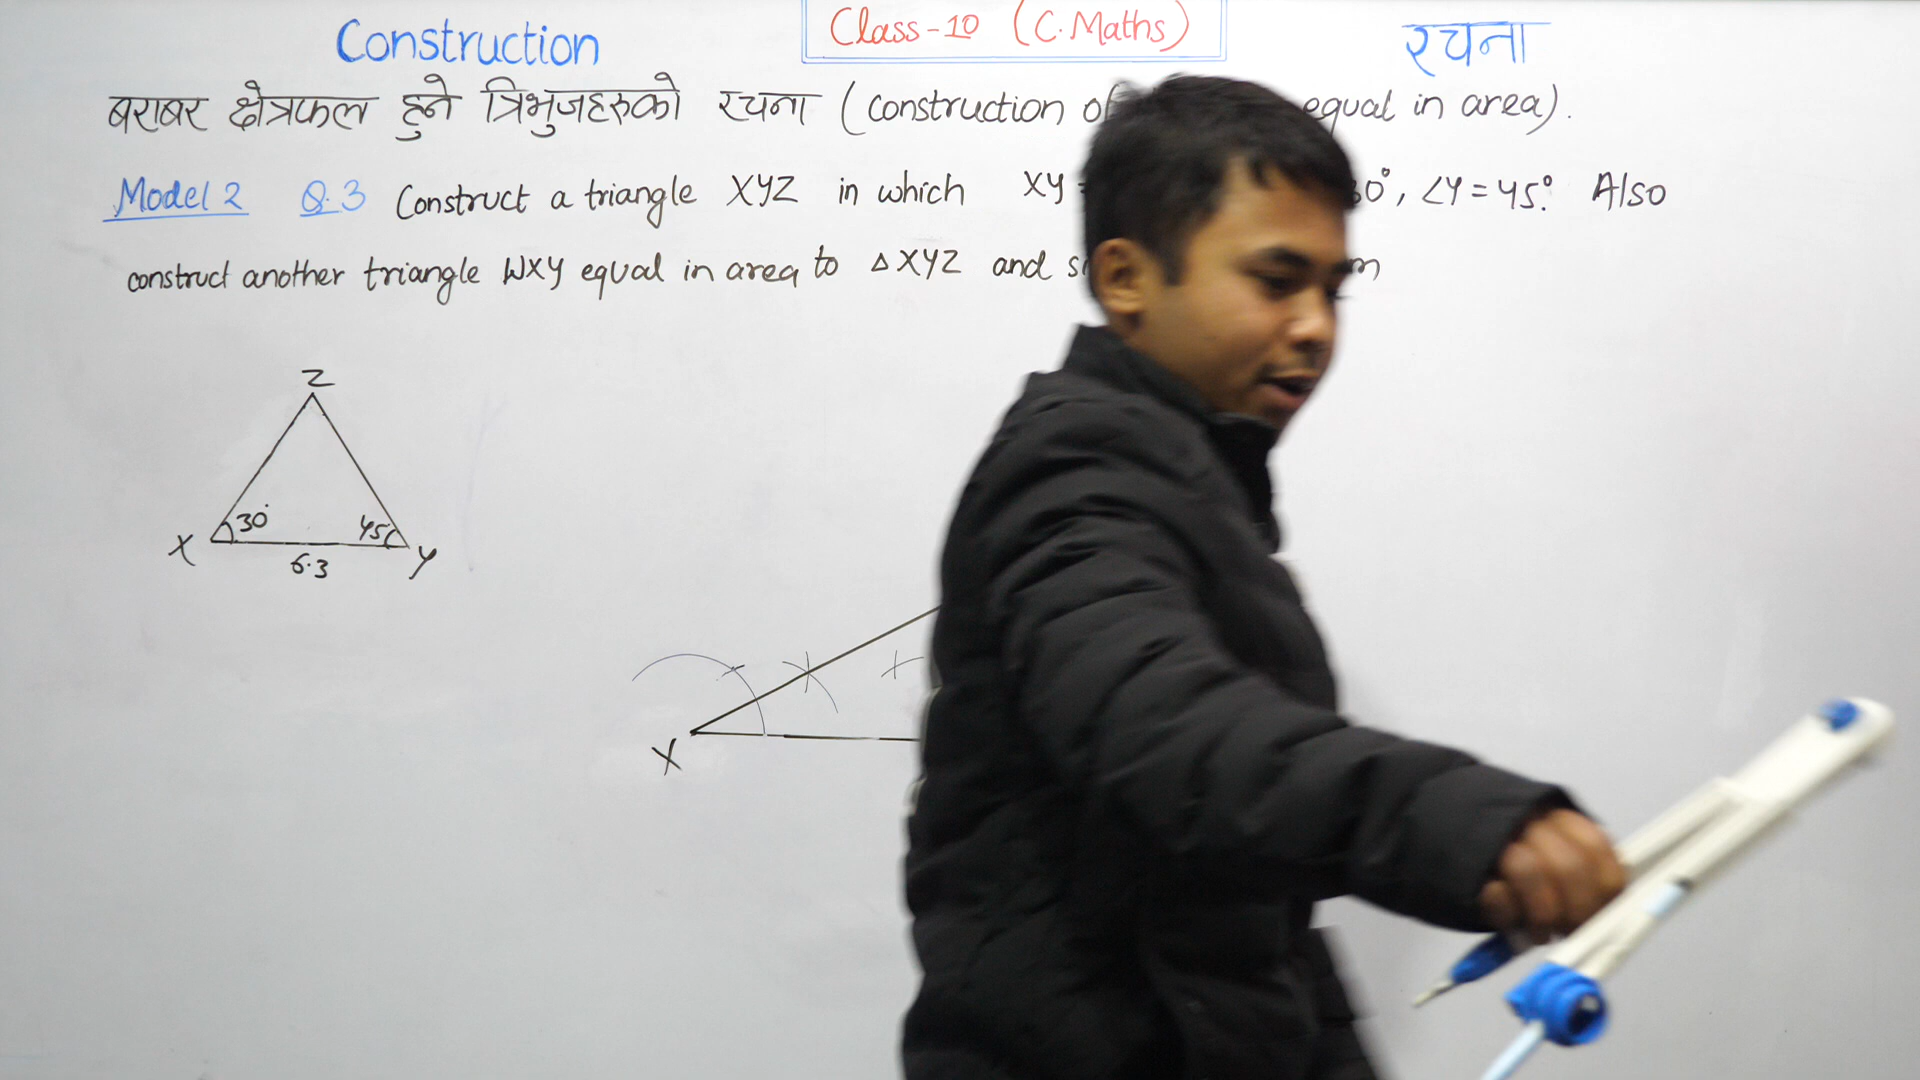 Construction Class-10 (C.Maths) रचना
बराबर क्षेत्रफल हुने त्रिभुजहरुको रचना (construction of equal in area).
Model 2 Q.3 Construct a triangle XYZ in which XY = 30°, ∠Y = 45°. Also
construct another triangle WXY equal in area to △XYZ and
Z
30°
45°
X
6.3
Y
X